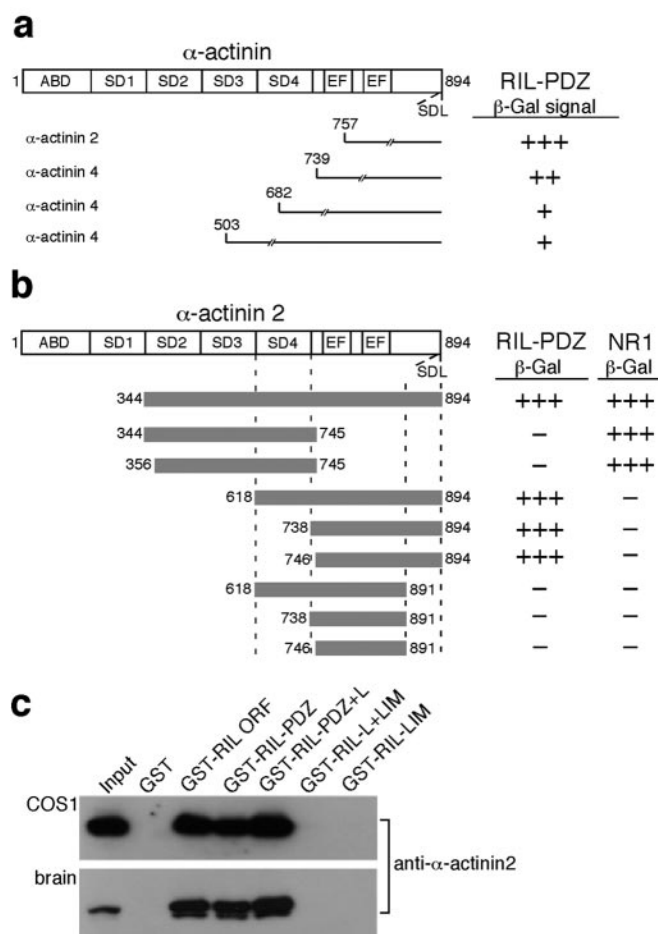 a
α-actinin
1 ABD SD1 SD2 SD3 SD4 EF EF 894
SDL
RIL-PDZ
β-Gal signal
α-actinin 2 757 +++
α-actinin 4 739 ++
α-actinin 4 682 +
α-actinin 4 503 +
b
α-actinin 2
1 ABD SD1 SD2 SD3 SD4 EF EF 894
SDL
RIL-PDZ NR1
β-Gal β-Gal
344 894 +++ +++
344 745 – +++
356 745 – +++
618 894 +++ –
738 894 +++ –
746 894 +++ –
618 891 – –
738 891 – –
746 891 – –
c
Input GST GST-RIL ORF GST-RIL-PDZ GST-RIL-PDZ+L GST-RIL-L+LIM GST-RIL-LIM
COS1
anti-α-actinin2
brain